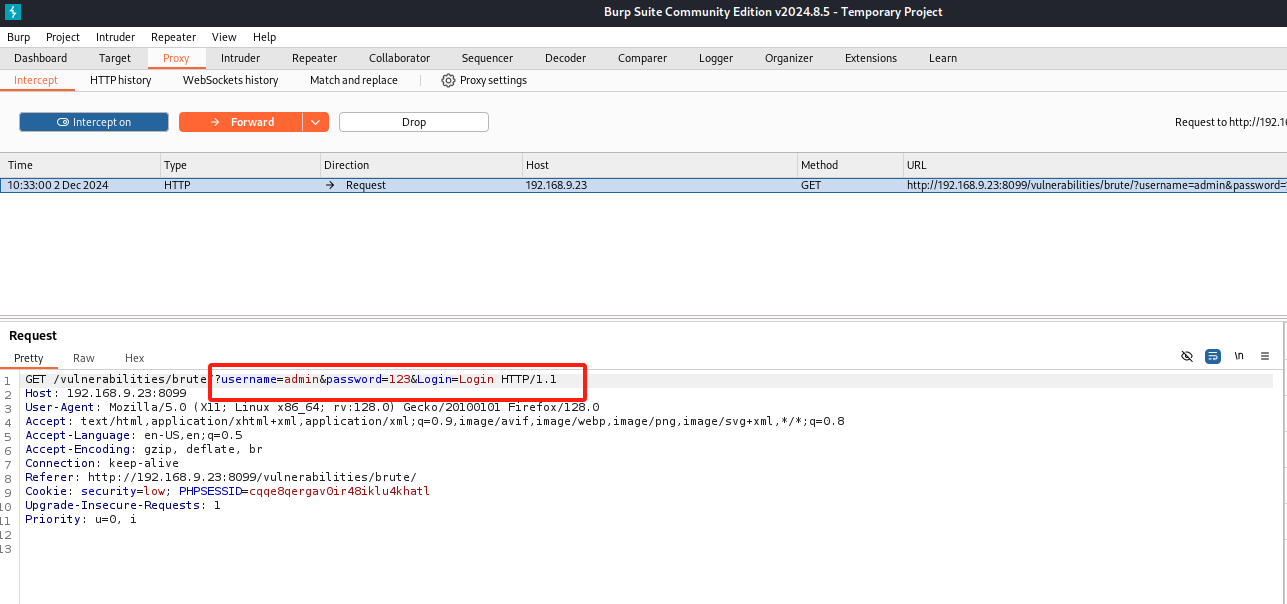 Burp Suite Community Edition v2024.8.5 - Temporary Project
Burp Project Intruder Repeater View Help
Dashboard Target Proxy Intruder Repeater Collaborator Sequencer Decoder Comparer Logger Organizer Extensions Learn
Intercept HTTP history WebSockets history Match and replace Proxy settings
Intercept on Forward Drop Request to http://192.1
Time Type Direction Host Method URL
10:33:00 2 Dec 2024 HTTP → Request 192.168.9.23 GET http://192.168.9.23:8099/vulnerabilities/brute/?username=admin&password=
Request
Pretty Raw Hex \n
1 GET /vulnerabilities/brute/?username=admin&password=123&Login=Login HTTP/1.1
2 Host: 192.168.9.23:8099
3 User-Agent: Mozilla/5.0 (X11; Linux x86_64; rv:128.0) Gecko/20100101 Firefox/128.0
4 Accept: text/html,application/xhtml+xml,application/xml;q=0.9,image/avif,image/webp,image/png,image/svg+xml,*/*;q=0.8
5 Accept-Language: en-US,en;q=0.5
6 Accept-Encoding: gzip, deflate, br
7 Connection: keep-alive
8 Referer: http://192.168.9.23:8099/vulnerabilities/brute/
9 Cookie: security=low; PHPSESSID=cqqe8qergav0ir48iklu4khatl
10 Upgrade-Insecure-Requests: 1
11 Priority: u=0, i
12
13